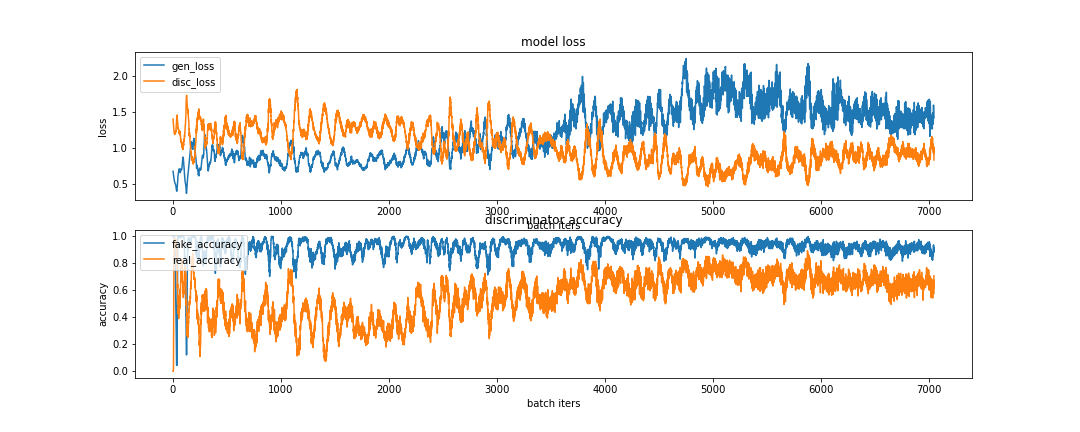 model loss
gen_loss
disc_loss
2.0
1.5
1.0
0.5
loss
0 1000 2000 3000 4000 5000 6000 7000
batch iters
discriminator accuracy
fake_accuracy
real_accuracy
1.0
0.8
0.6
0.4
0.2
0.0
accuracy
0 1000 2000 3000 4000 5000 6000 7000
batch iters